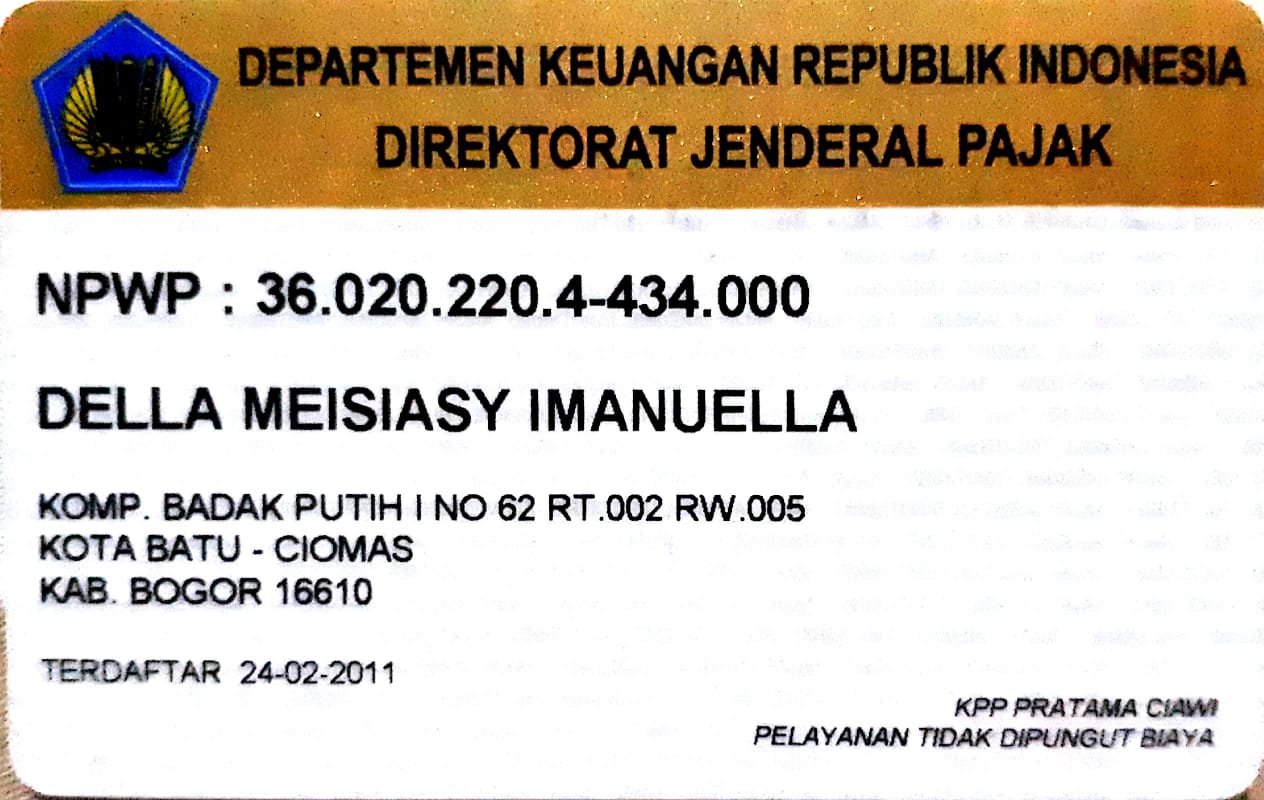 DEPARTEMEN KEUANGAN REPUBLIK INDONESIA
DIREKTORAT JENDERAL PAJAK
NPWP : 36.020.220.4-434.000
DELLA MEISIASY IMANUELLA
KOMP. BADAK PUTIH I NO 62 RT.002 RW.005
KOTA BATU - CIOMAS
KAB. BOGOR 16610
TERDAFTAR 24-02-2011
KPP PRATAMA CIAWI
PELAYANAN TIDAK DIPUNGUT BIAYA